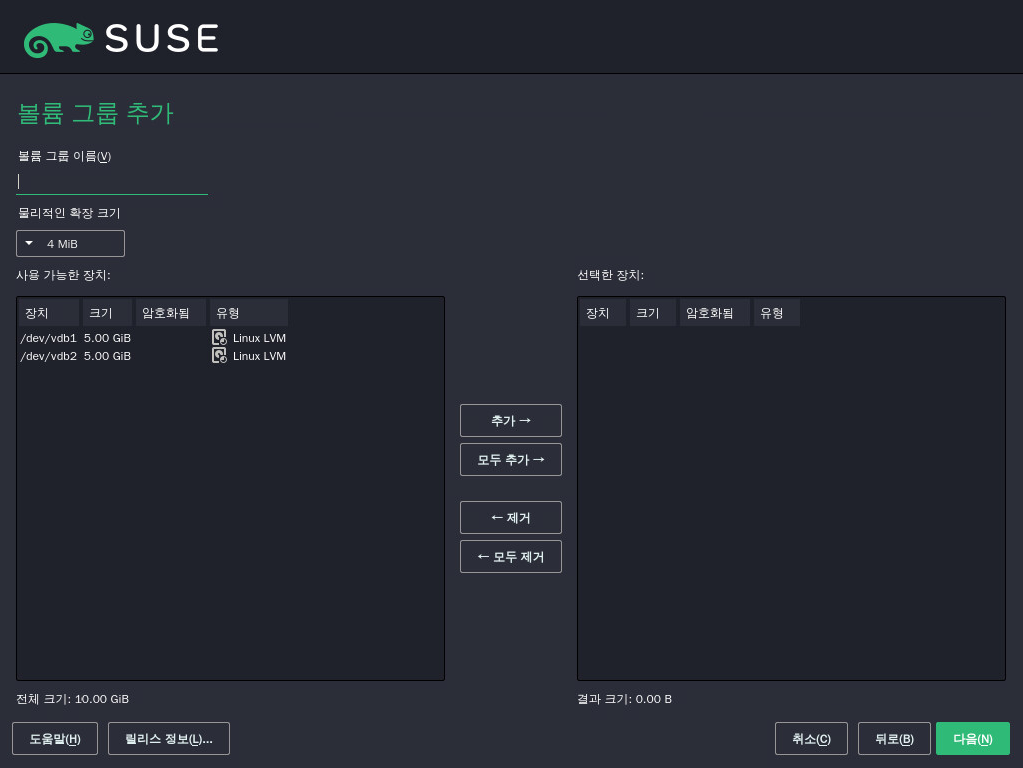 SUSE
볼륨 그룹 추가
볼륨 그룹 이름(V)
물리적인 확장 크기
4 MiB
사용 가능한 장치:
장치 크기 암호화됨 유형
/dev/vdb1 5.00 GiB Linux LVM
/dev/vdb2 5.00 GiB Linux LVM
전체 크기: 10.00 GiB
추가 →
모두 추가 →
← 제거
← 모두 제거
선택한 장치:
장치 크기 암호화됨 유형
결과 크기: 0.00 B
도움말(H) 릴리스 정보(L)... 취소(C) 뒤로(B) 다음(N)